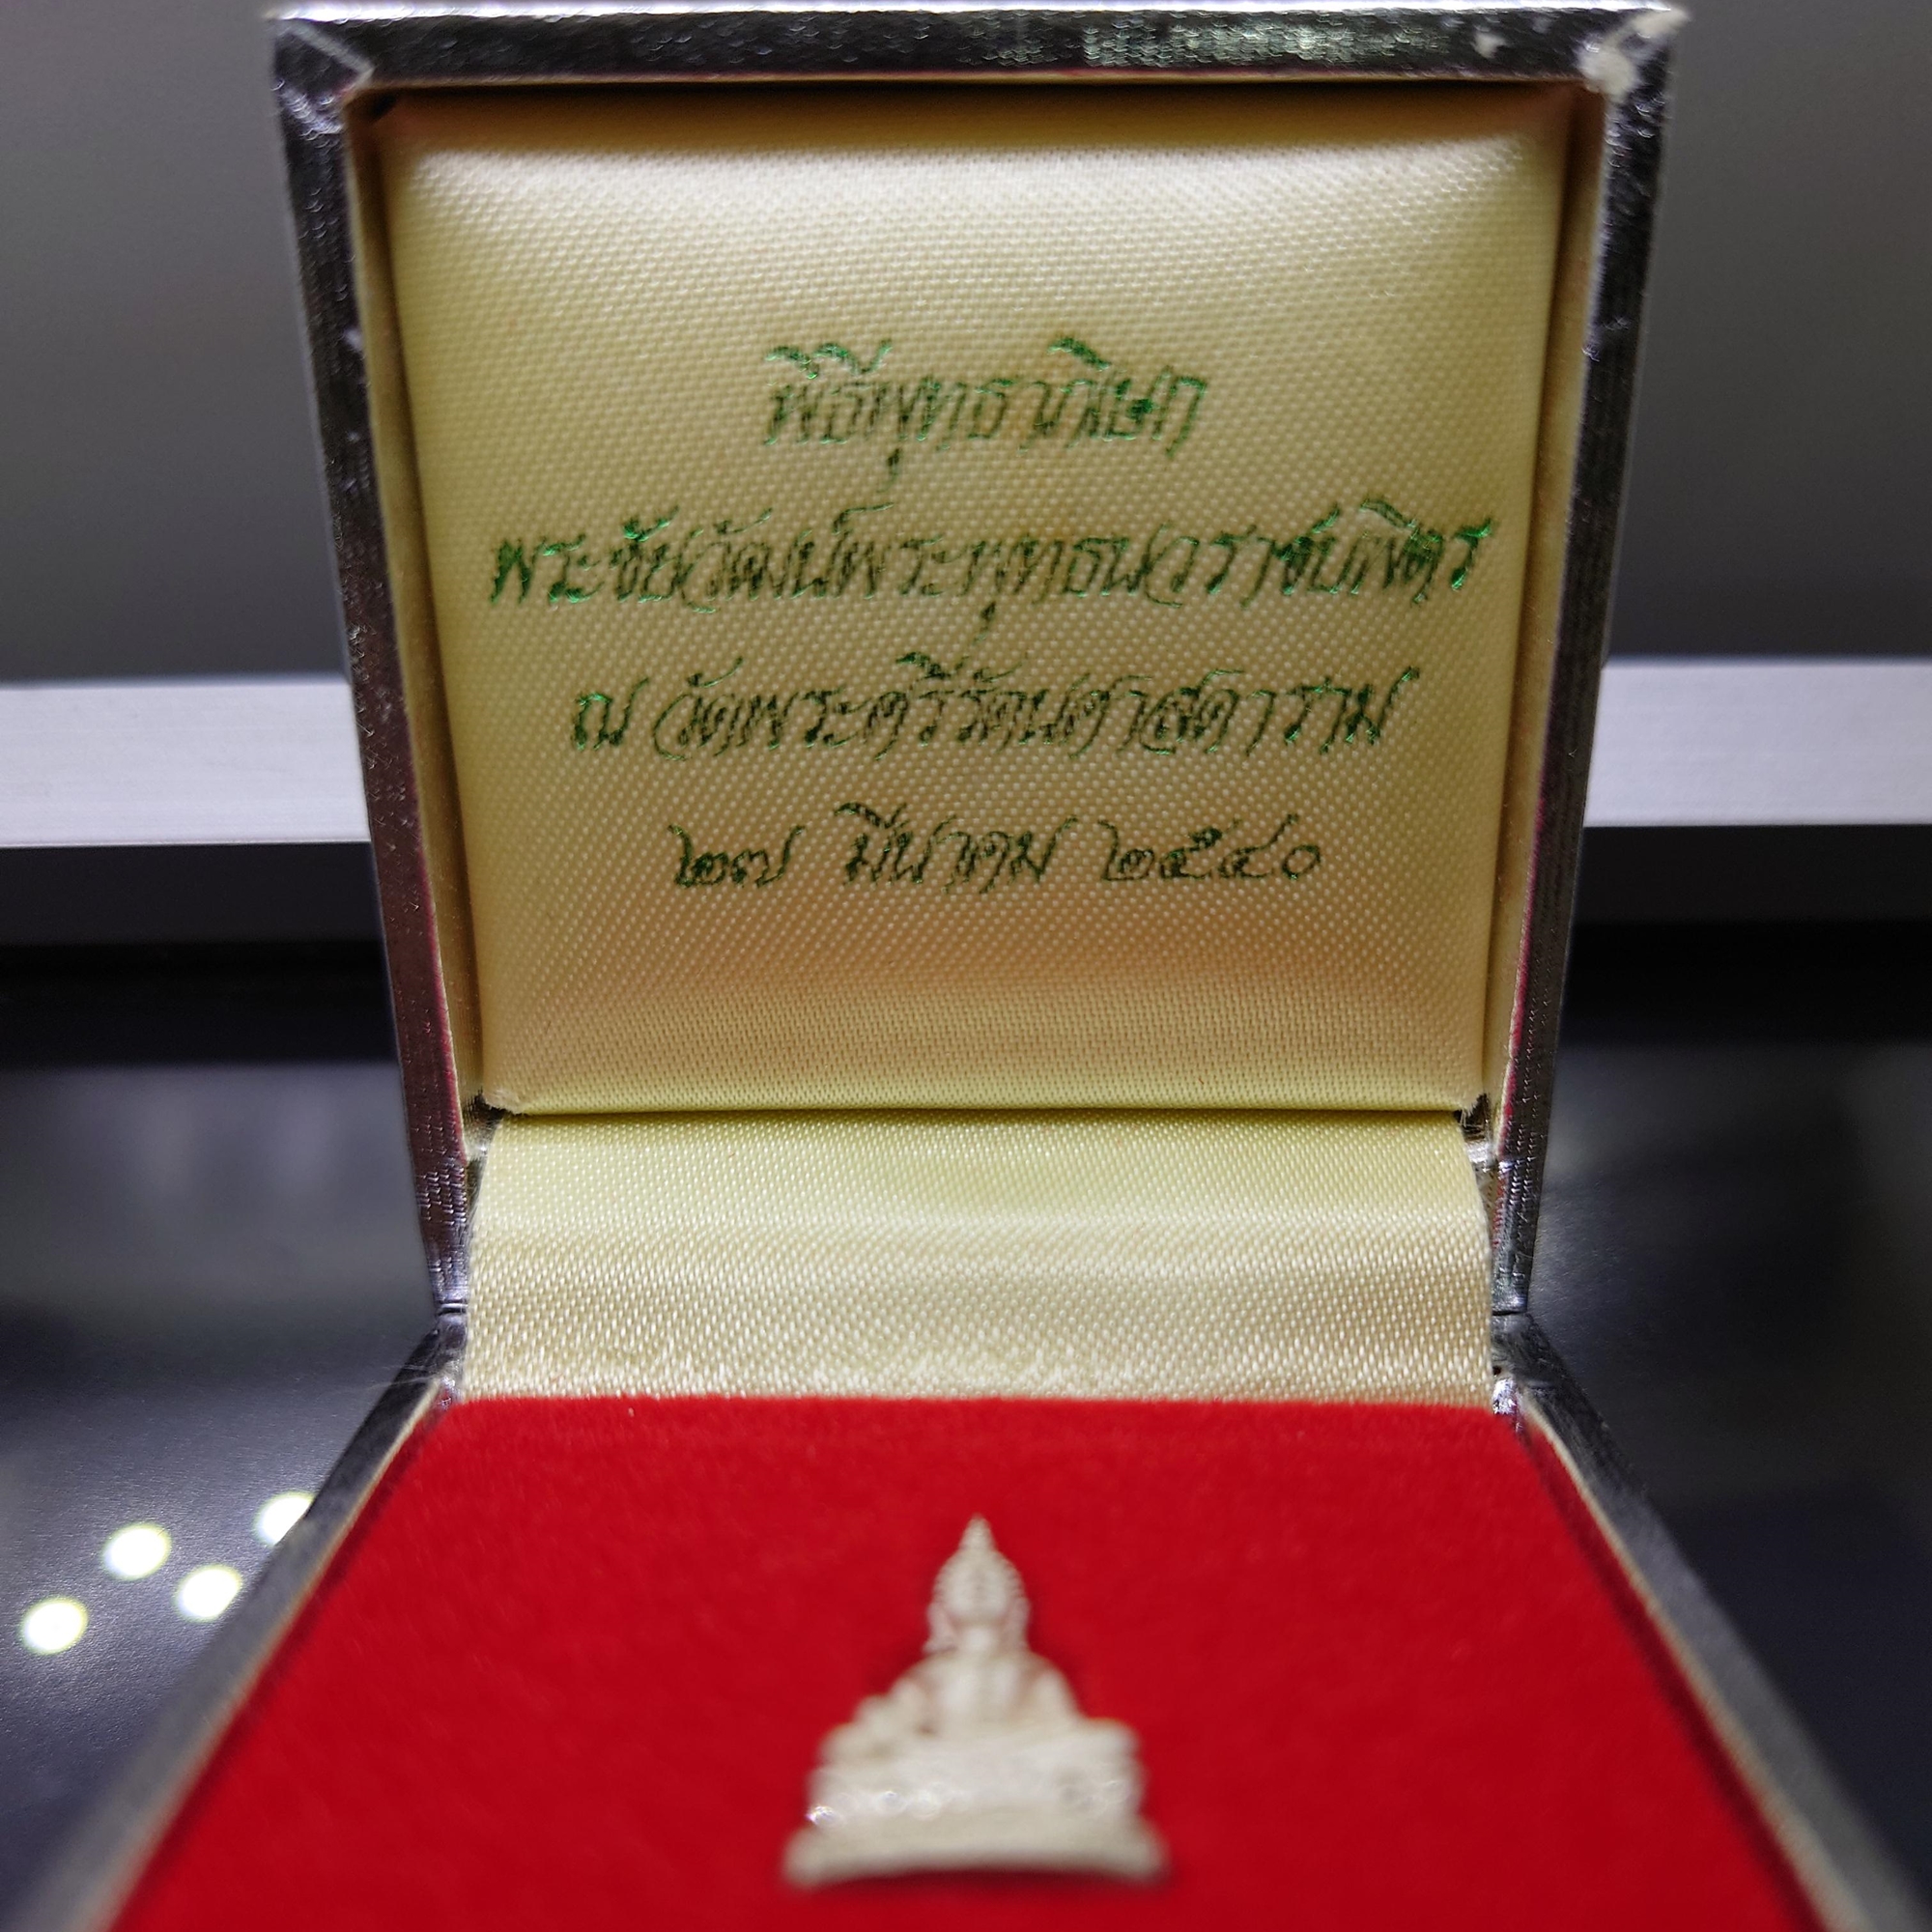 พิธีพุทธาภิเษก
พระชัยวัฒน์พระพุทธนวราชบพิตร
ณ วัดพระศรีรัตนศาสดาราม
๒๗ มีนาคม ๒๕๔๐